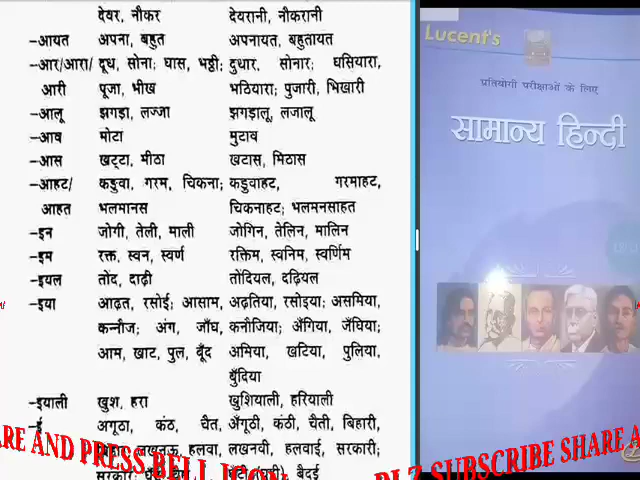 देवर, नौकर देवरानी, नौकरानी
–आयत अपना, बहुत अपनायत, बहुतायत
–आर/आरा/ दूध, सोना; घास, भट्ठी; दुधार, सोनार; घसियारा,
आरी पूजा, भीख भठियारा; पुजारी, भिखारी
–आलू झगड़ा, लज्जा झगड़ालू, लजालू
–आव मोटा मुटाव
–आस खट्टा, मीठा खटास, मिठास
–आहट/ कड़ुवा, गरम, चिकना; कड़ुवाहट, गरमाहट,
आहत भलमानस चिकनाहट; भलमनसाहत
–इन जोगी, तेली, माली जोगिन, तेलिन, मालिन
–इम रक्त, स्वन, स्वर्ण रक्तिम, स्वनिम, स्वर्णिम
–इयल तोंद, दाढ़ी तोंदियल, दढ़ियल
–इया आढ़त, रसोई; आसाम, अढ़तिया, रसोइया; असमिया,
कन्नौज; अंग, जाँघ, कनौजिया; अँगिया, जँघिया;
आम, खाट, पुल, बूँद अमिया, खटिया, पुलिया,
बुँदिया
–इयाली खुश, हरा खुशियाली, हरियाली
–ई अगूठा, कंठ, चैत, अँगूठी, कंठी, चैती, बिहारी,
लखनऊ, हलवा, लखनवी, हलवाई, सरकारी;
सरकार; बैदई
Lucent's
प्रतियोगी परीक्षाओं के लिए
सामान्य हिन्दी
ARE AND PRESS BELL ICON PLZ SUBSCRIBE SHARE A